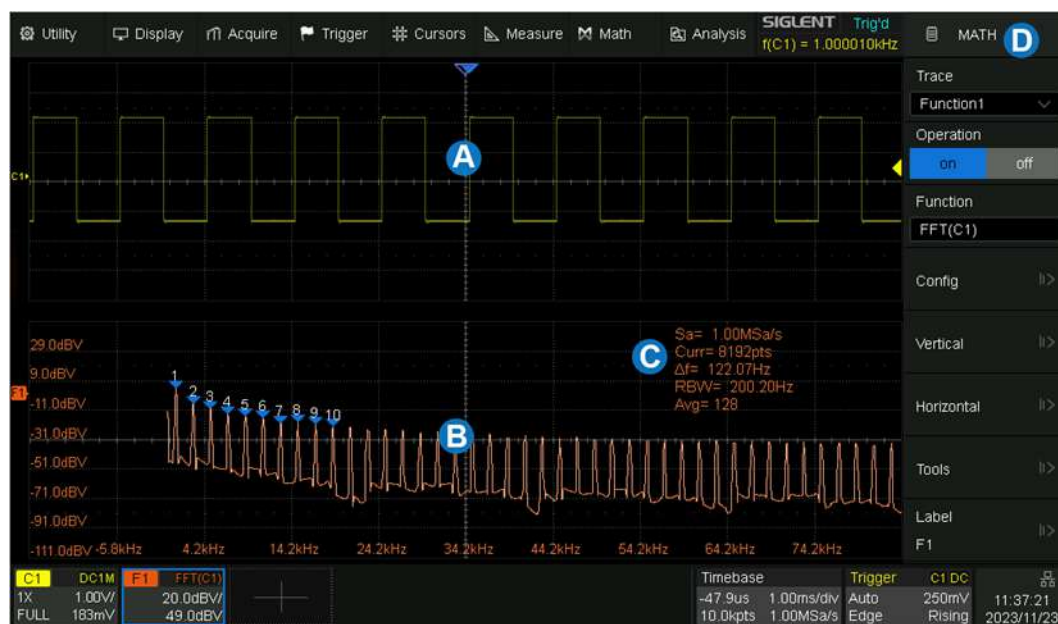 Utility
Display
Acquire
Trigger
Cursors
Measure
Math
Analysis
SIGLENT Trig'd
f(C1) = 1.000010kHz
MATH
D
Trace
Function1
Operation
on off
Function
FFT(C1)
Config
Vertical
Horizontal
Tools
Label
F1
A
C1
Sa= 1.00MSa/s
Curr= 8192pts
Δf= 122.07Hz
RBW= 200.20Hz
Avg= 128
C
B
29.0dBV
9.0dBV
F1
-11.0dBV
-31.0dBV
-51.0dBV
-71.0dBV
-91.0dBV
-111.0dBV
1 2 3 4 5 6 7 8 9 10
-5.8kHz 4.2kHz 14.2kHz 24.2kHz 34.2kHz 44.2kHz 54.2kHz 64.2kHz 74.2kHz
C1 DC1M
1X 1.00V/
FULL 183mV
F1 FFT(C1)
20.0dBV/
49.0dBV
Timebase
-47.9us 1.00ms/div
10.0kpts 1.00MSa/s
Trigger C1 DC
Auto 250mV
Edge Rising
11:37:21
2023/11/23